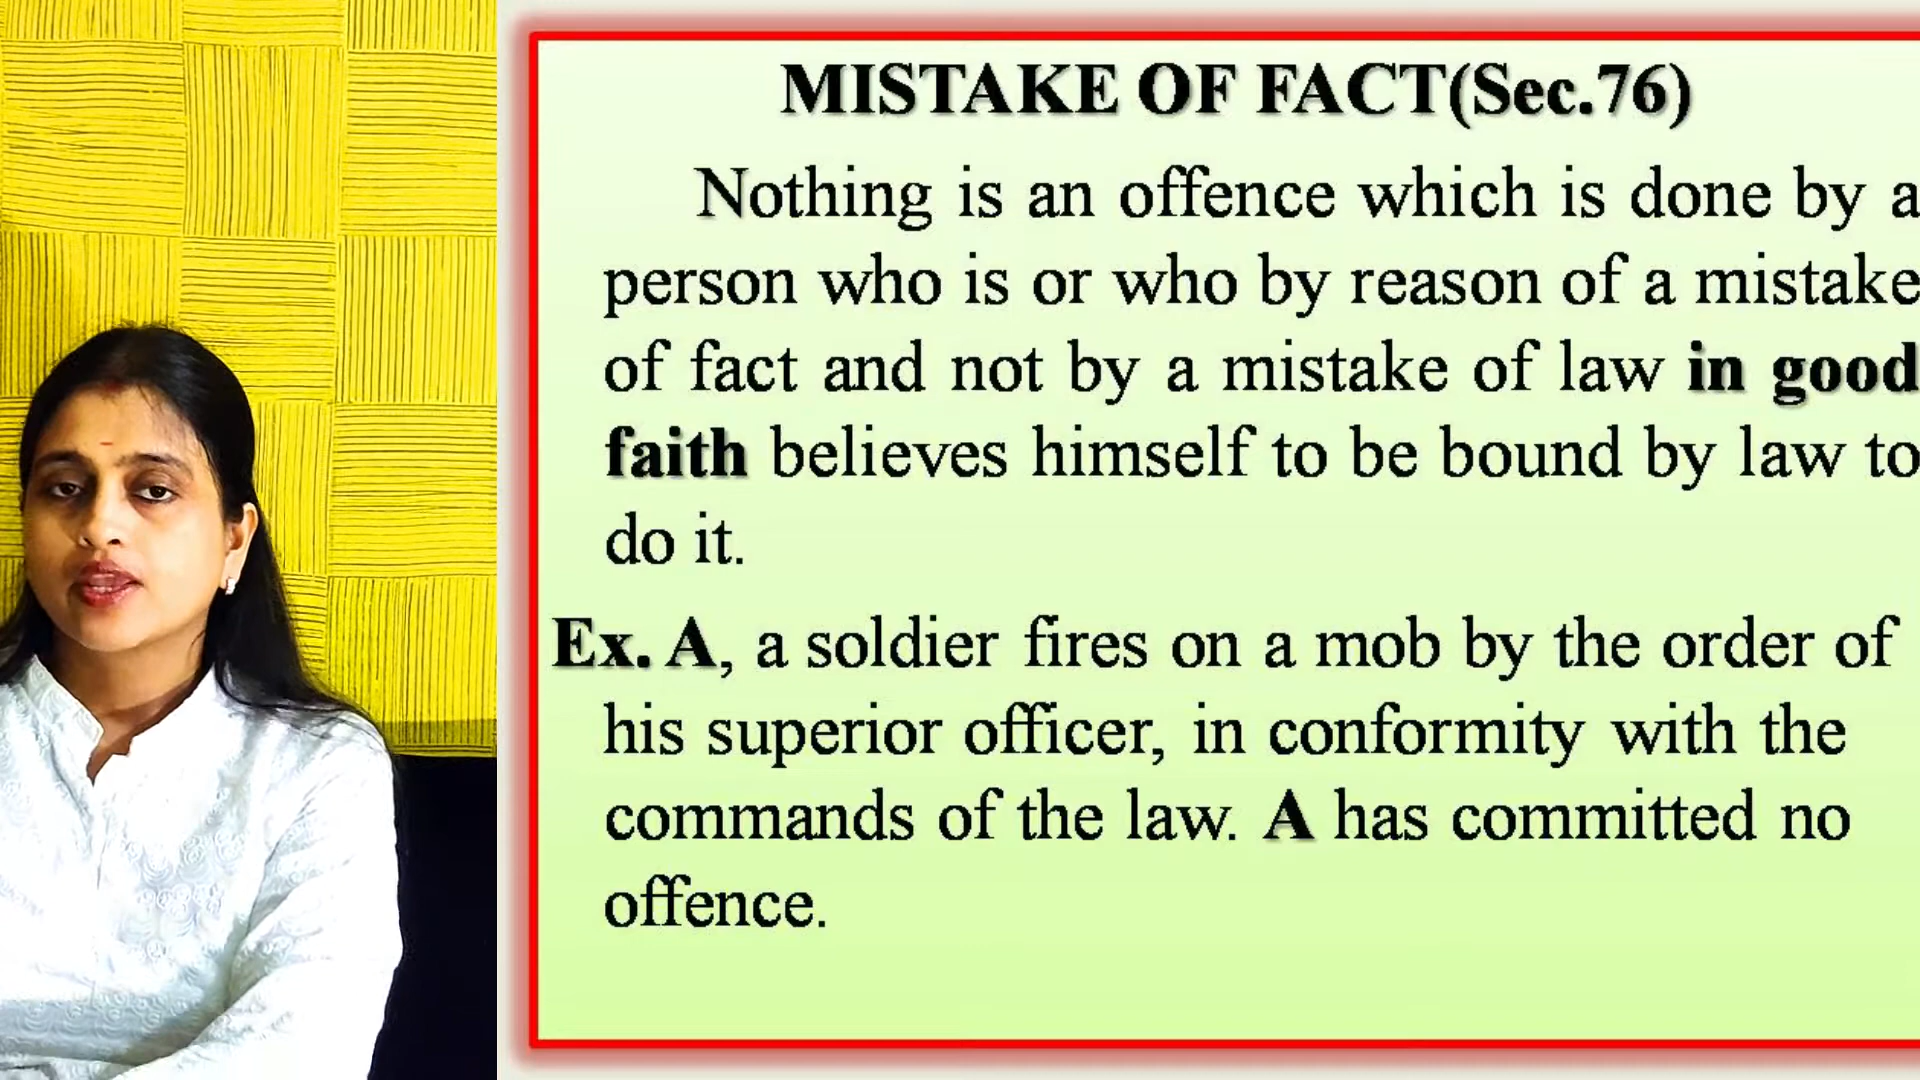 MISTAKE OF FACT(Sec.76)
Nothing is an offence which is done by a
person who is or who by reason of a mistake
of fact and not by a mistake of law in good
faith believes himself to be bound by law to
do it.
Ex. A, a soldier fires on a mob by the order of
his superior officer, in conformity with the
commands of the law. A has committed no
offence.